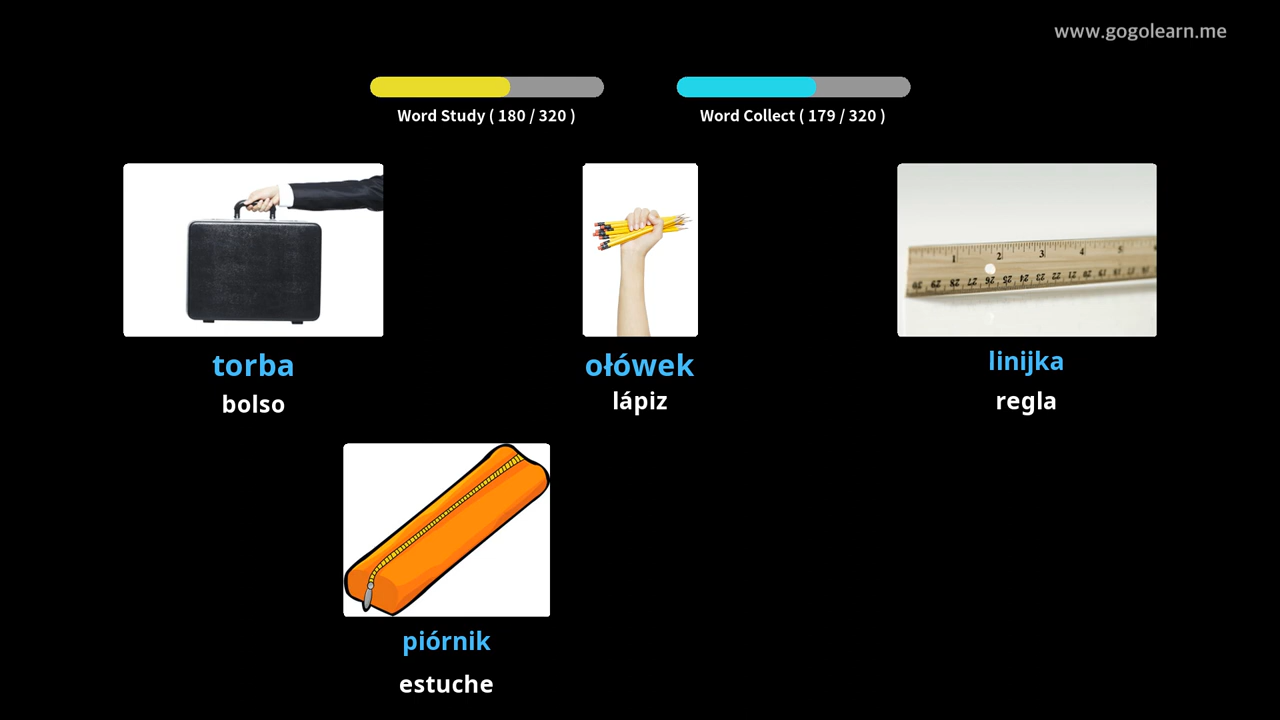 www.gogolearn.me
Word Study ( 180 / 320 )
Word Collect ( 179 / 320 )
torba
ołówek
linijka
bolso
lápiz
regla
piórnik
estuche